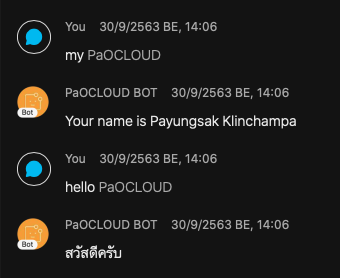 You 30/9/2563 BE, 14:06
my PaOCLOUD
PaOCLOUD BOT 30/9/2563 BE, 14:06
Bot
Your name is Payungsak Klinchampa
You 30/9/2563 BE, 14:06
hello PaOCLOUD
PaOCLOUD BOT 30/9/2563 BE, 14:06
Bot
สวัสดีครับ